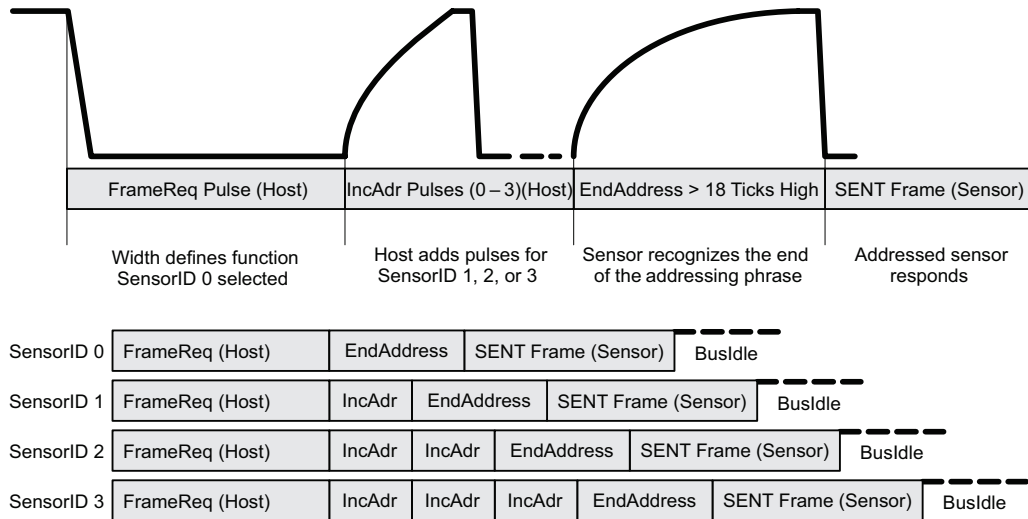 FrameReq Pulse (Host)
IncAdr Pulses (0 – 3)(Host)
EndAddress > 18 Ticks High
SENT Frame (Sensor)
Width defines function
SensorID 0 selected
Host adds pulses for
SensorID 1, 2, or 3
Sensor recognizes the end
of the addressing phrase
Addressed sensor
responds
SensorID 0 FrameReq (Host) EndAddress SENT Frame (Sensor) BusIdle
SensorID 1 FrameReq (Host) IncAdr EndAddress SENT Frame (Sensor) BusIdle
SensorID 2 FrameReq (Host) IncAdr IncAdr EndAddress SENT Frame (Sensor) BusIdle
SensorID 3 FrameReq (Host) IncAdr IncAdr IncAdr EndAddress SENT Frame (Sensor) BusIdle